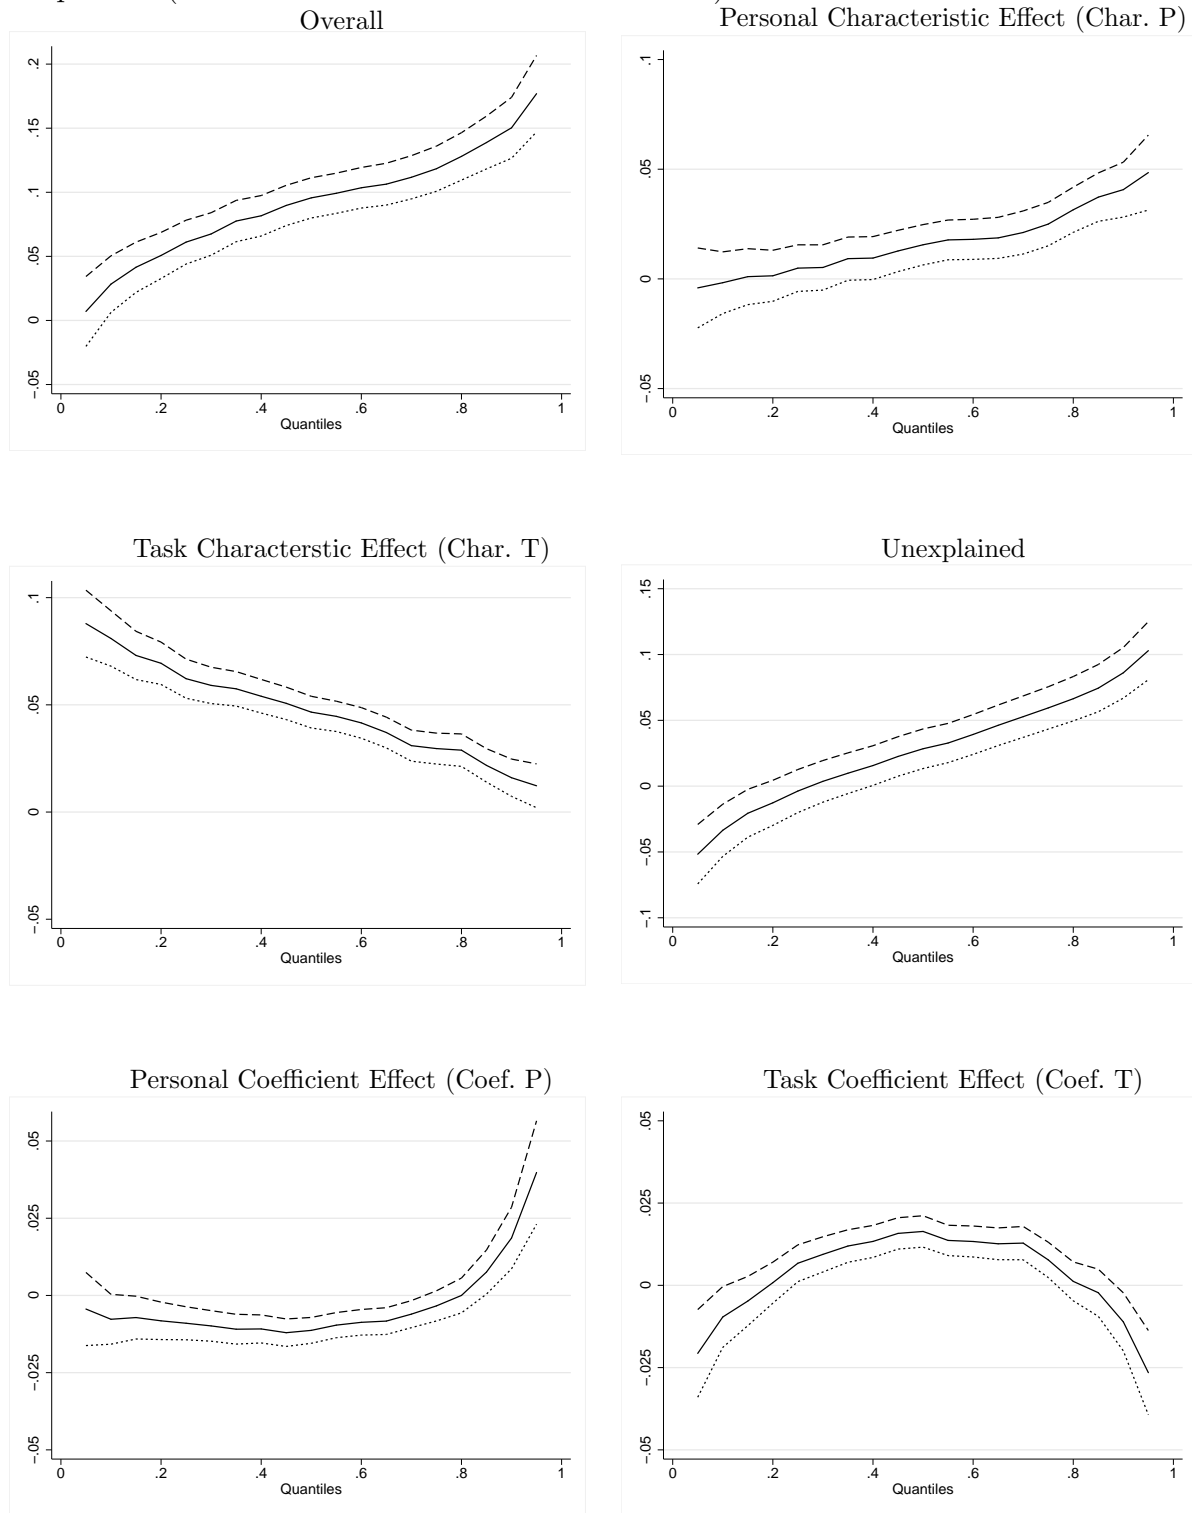 Overall
.2
.15
.1
.05
0
-.05
0 .2 .4 .6 .8 1
Quantiles
Personal Characteristic Effect (Char. P)
.1
.05
0
-.05
0 .2 .4 .6 .8 1
Quantiles
Task Characterstic Effect (Char. T)
.1
.05
0
-.05
0 .2 .4 .6 .8 1
Quantiles
Unexplained
.15
.1
.05
0
-.05
-.1
0 .2 .4 .6 .8 1
Quantiles
Personal Coefficient Effect (Coef. P)
.05
.025
0
-.025
-.05
0 .2 .4 .6 .8 1
Quantiles
Task Coefficient Effect (Coef. T)
.05
.025
0
-.025
-.05
0 .2 .4 .6 .8 1
Quantiles